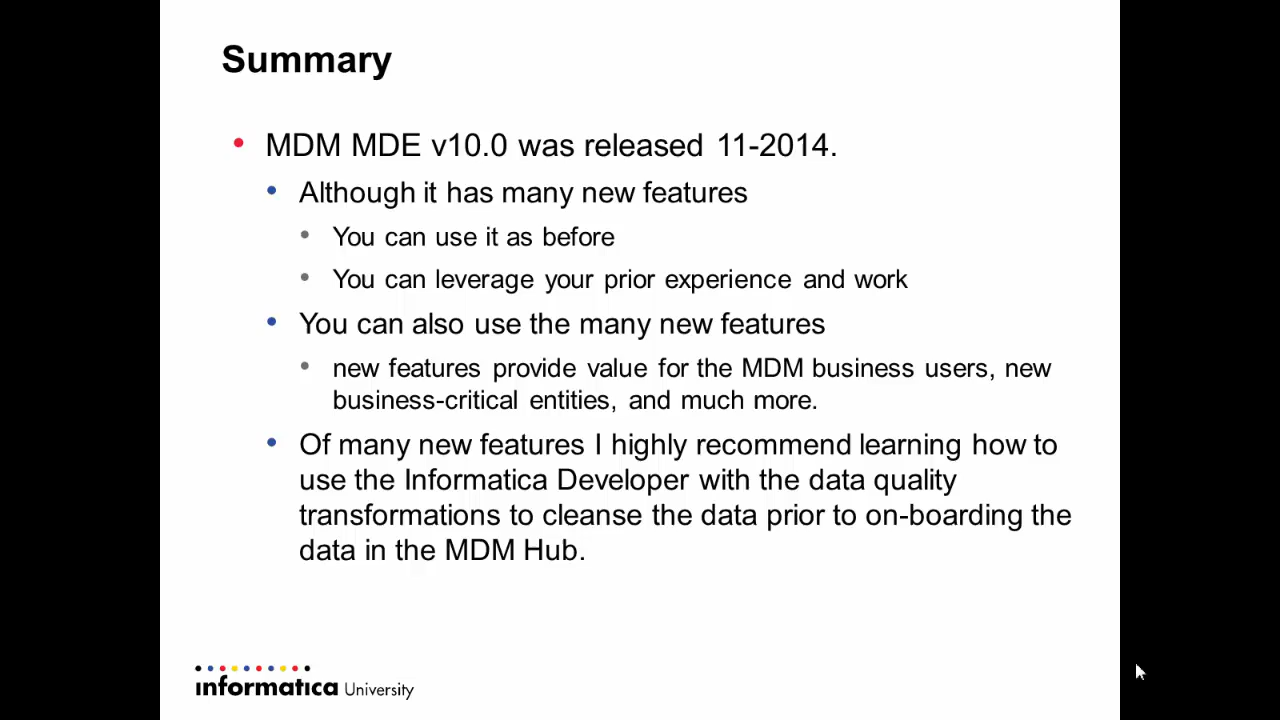 Summary
MDM MDE v10.0 was released 11-2014.
Although it has many new features
You can use it as before
You can leverage your prior experience and work
You can also use the many new features
new features provide value for the MDM business users, new
business-critical entities, and much more.
Of many new features I highly recommend learning how to
use the Informatica Developer with the data quality
transformations to cleanse the data prior to on-boarding the
data in the MDM Hub.
informatica University